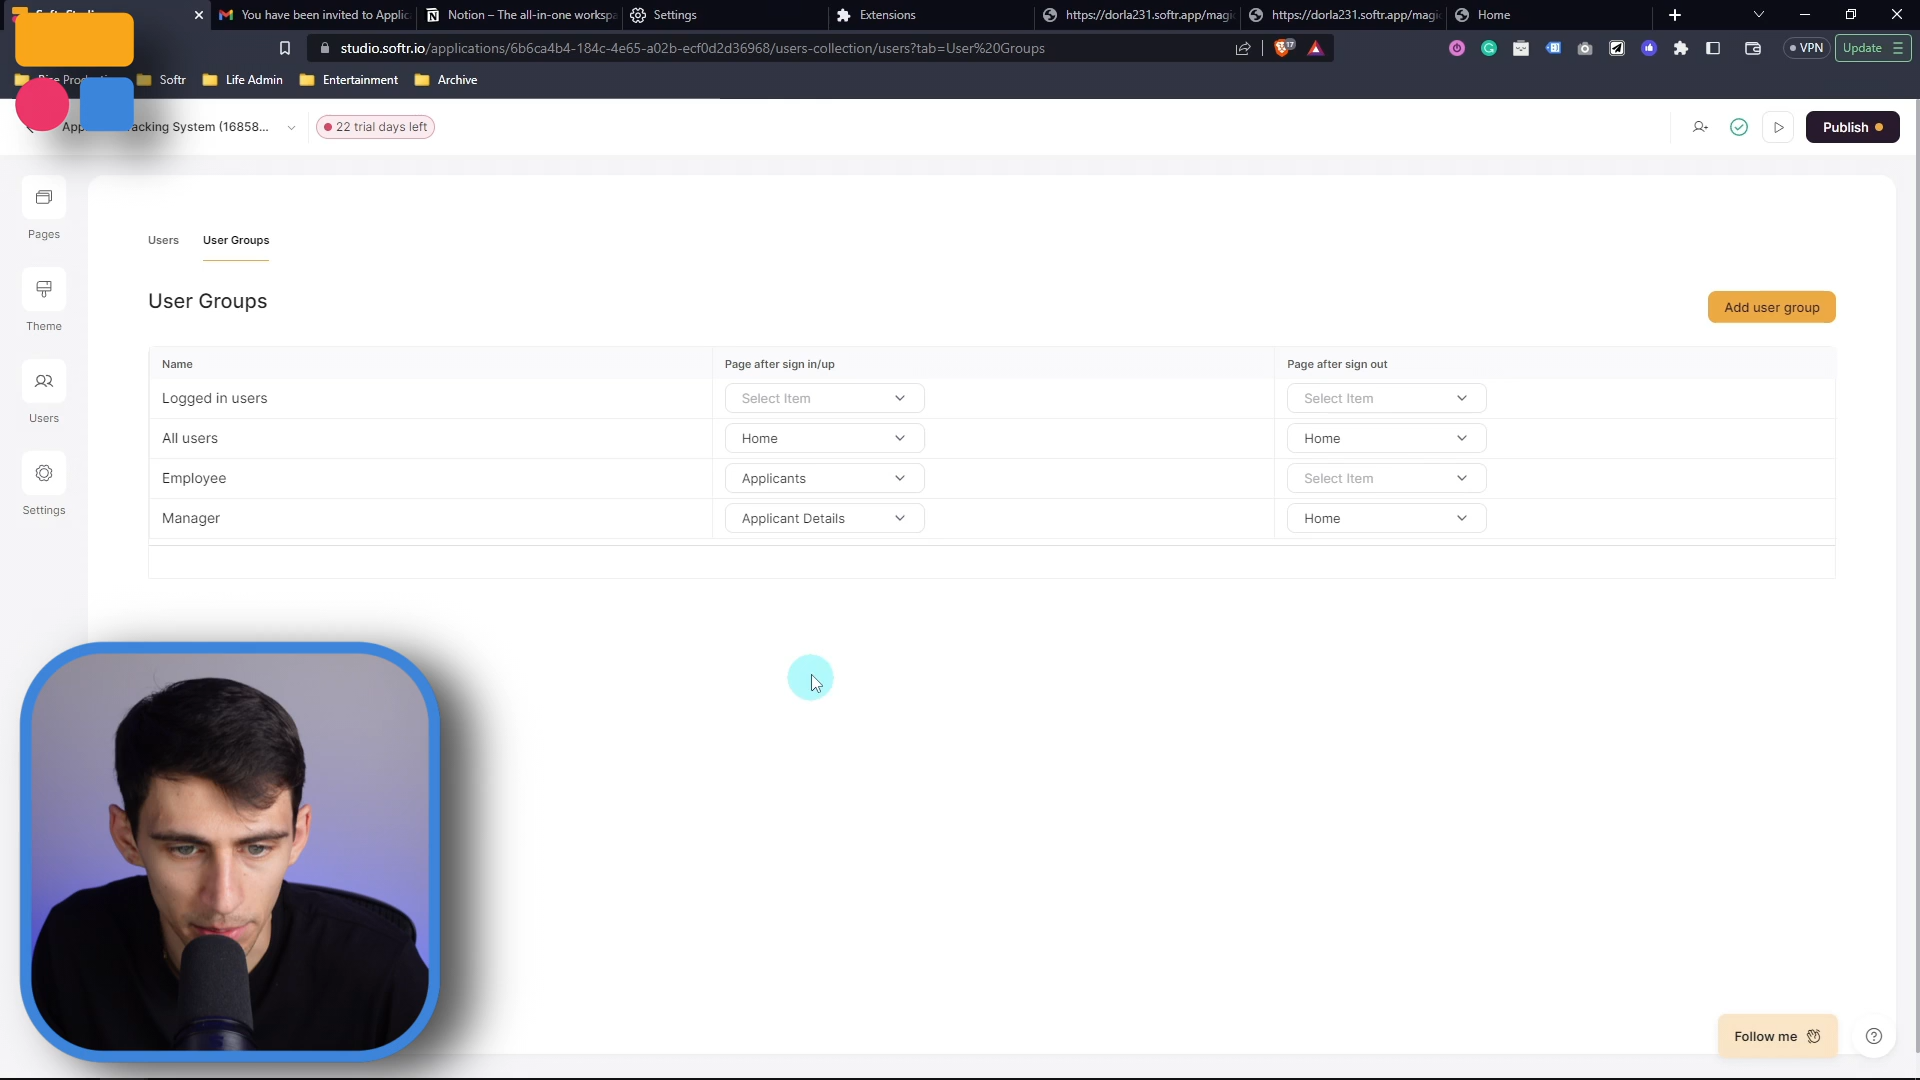 You have been invited to Applic
Notion – The all-in-one workspa
Settings
Extensions
https://dorla231.softr.app/magi
https://dorla231.softr.app/magi
Home
studio.softr.io/applications/6b6ca4b4-184c-4e65-a02b-ecf0d2d36968/users-collection/users?tab=User%20Groups
17
VPN
Update
Softr
Life Admin
Entertainment
Archive
App
acking System (16858...
22 trial days left
Publish
Pages
Theme
Users
Settings
Users
User Groups
User Groups
Add user group
Name
Page after sign in/up
Page after sign out
Logged in users
Select Item
Select Item
All users
Home
Home
Employee
Applicants
Select Item
Manager
Applicant Details
Home
Follow me